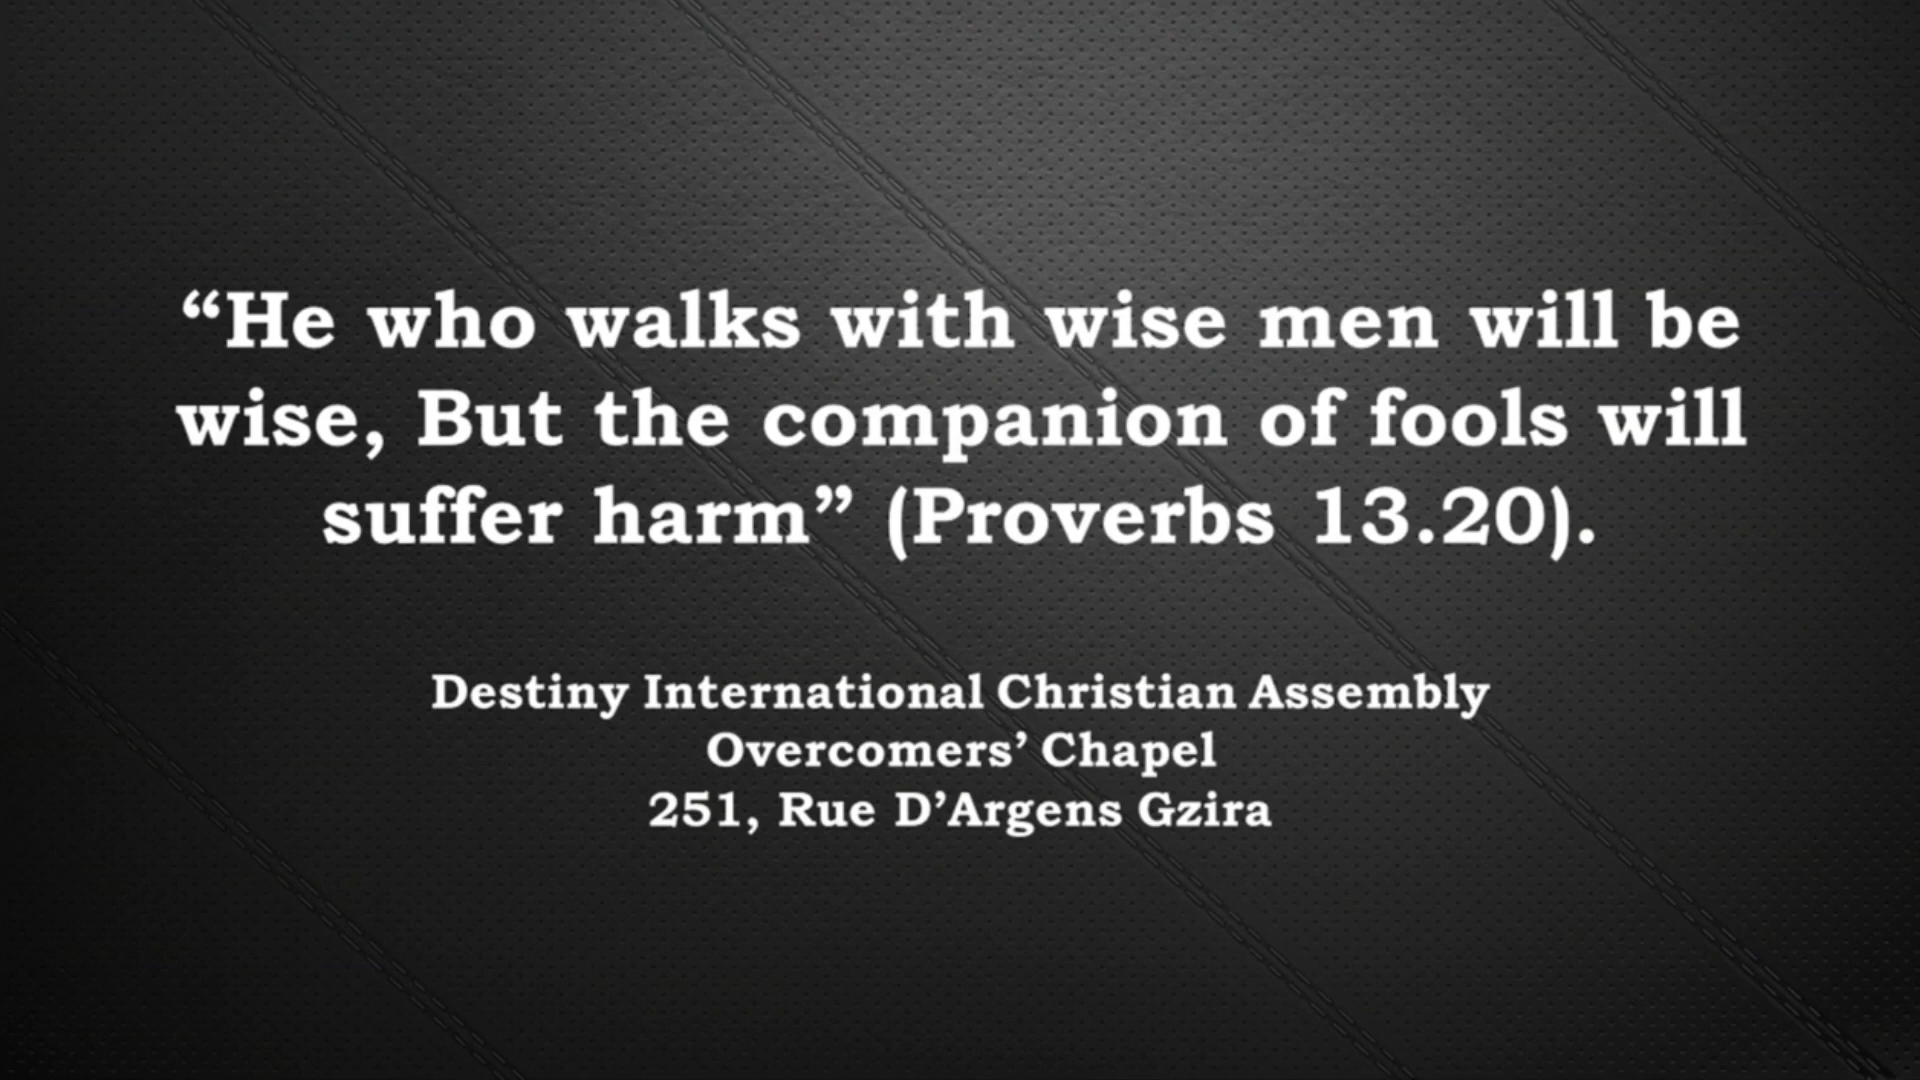 “He who walks with wise men will be
wise, But the companion of fools will
suffer harm” (Proverbs 13.20).
Destiny International Christian Assembly
Overcomers’ Chapel
251, Rue D’Argens Gzira